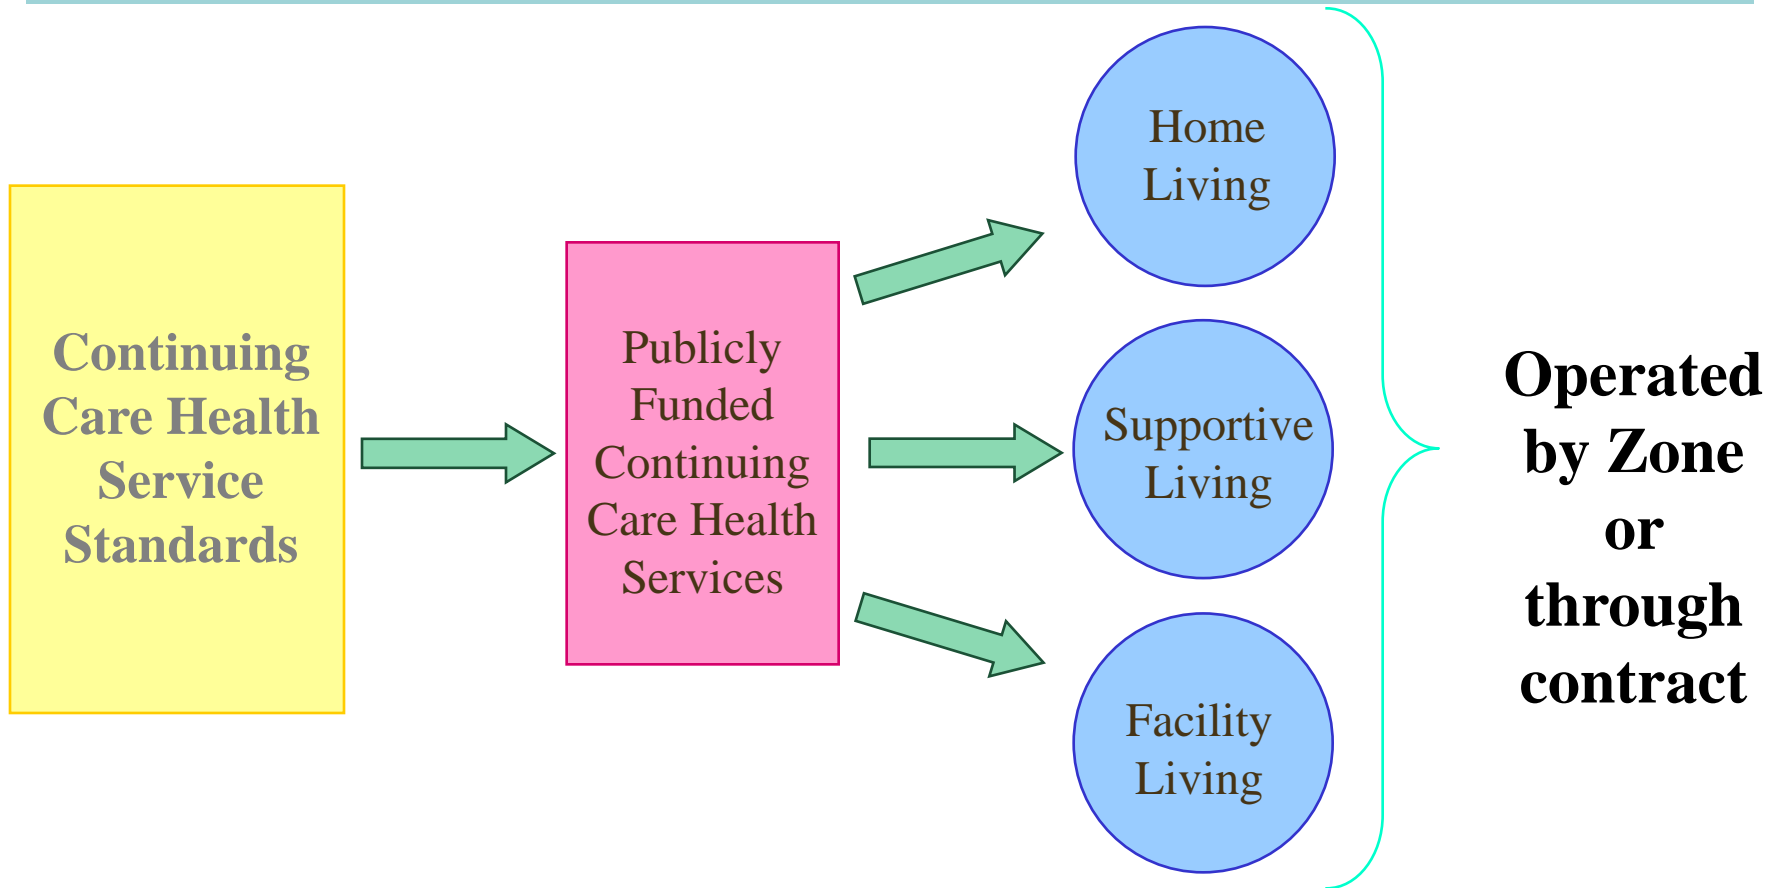 Continuing
Care Health
Service
Standards
Publicly
Funded
Continuing
Care Health
Services
Home
Living
Supportive
Living
Facility
Living
Operated
by Zone
or
through
contract